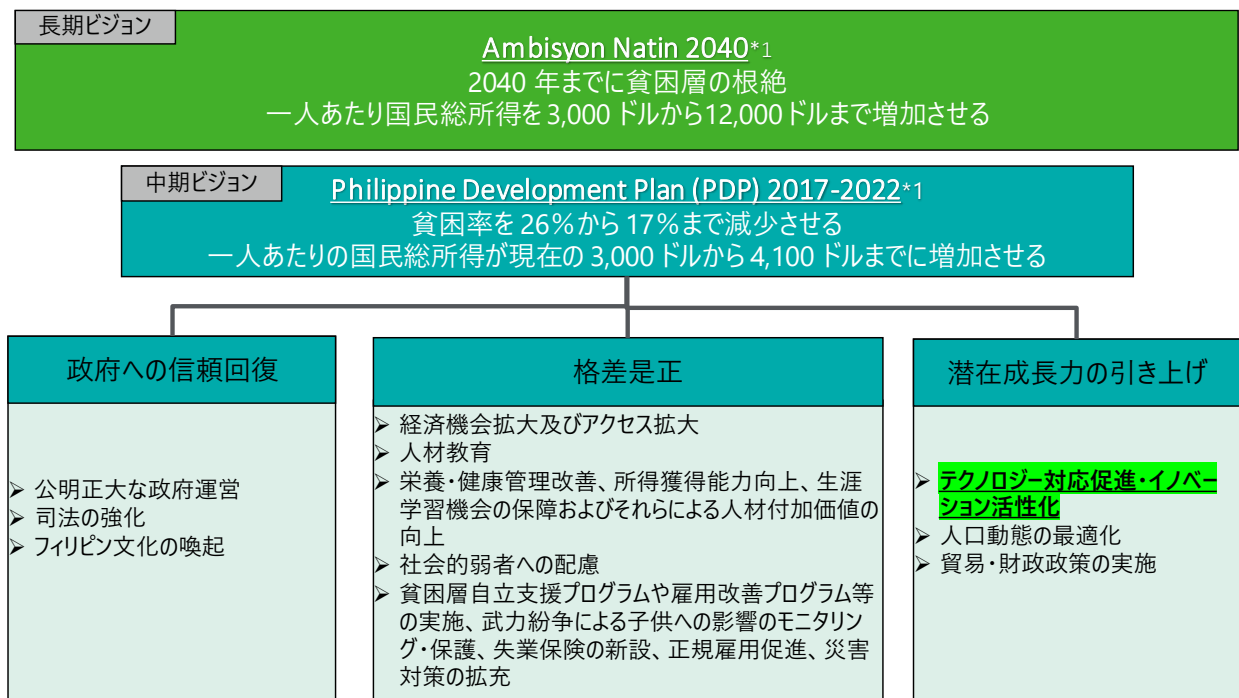 長期ビジョン
Ambisyon Natin 2040*1
2040 年までに貧困層の根絶
一人あたり国民総所得を3,000 ドルから12,000ドルまで増加させる
中期ビジョン
Philippine Development Plan (PDP) 2017-2022*1
貧困率を 26%から 17%まで減少させる
一人あたりの国民総所得が現在の 3,000 ドルから 4,100 ドルまでに増加させる
政府への信頼回復
➢ 公明正大な政府運営
➢ 司法の強化
➢ フィリピン文化の喚起
格差是正
➢ 経済機会拡大及びアクセス拡大
➢ 人材教育
➢ 栄養・健康管理改善、所得獲得能力向上、生涯
学習機会の保障およびそれらによる人材付加価値の
向上
➢ 社会的弱者への配慮
➢ 貧困層自立支援プログラムや雇用改善プログラム等
の実施、武力紛争による子供への影響のモニタリン
グ・保護、失業保険の新設、正規雇用促進、災害
対策の拡充
潜在成長力の引き上げ
➢ テクノロジー対応促進・イノベー
ション活性化
➢ 人口動態の最適化
➢ 貿易・財政政策の実施